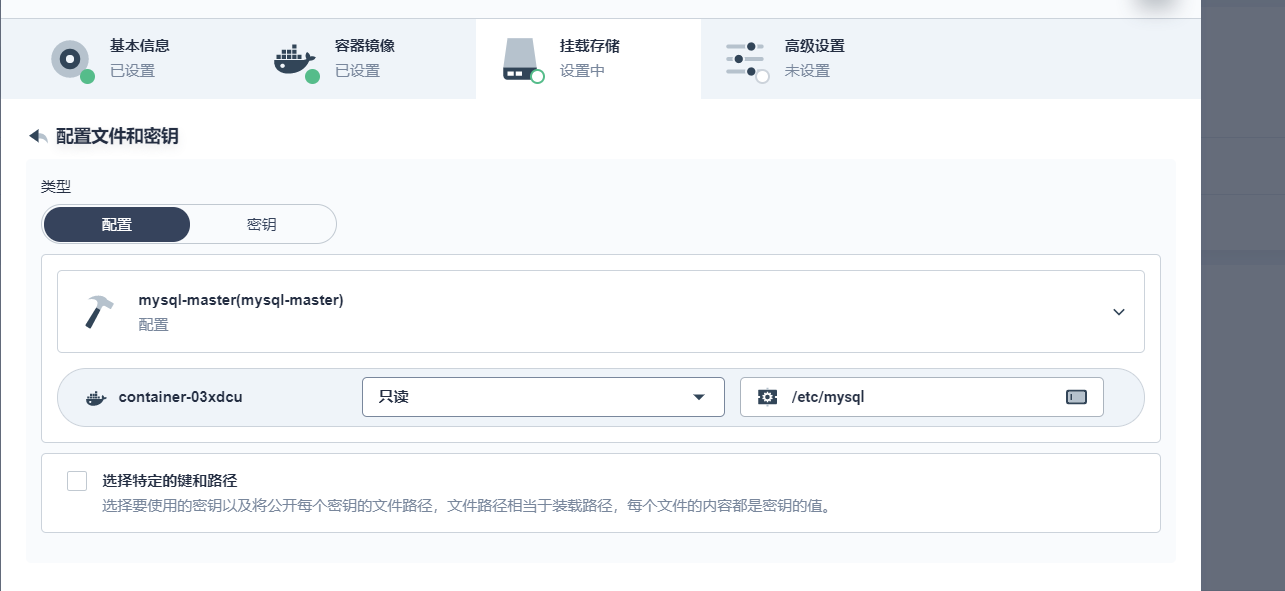 基本信息
已设置
容器镜像
已设置
挂载存储
设置中
高级设置
未设置
配置文件和密钥
类型
配置 密钥
mysql-master(mysql-master)
配置
container-03xdcu 只读 /etc/mysql
选择特定的键和路径
选择要使用的密钥以及将公开每个密钥的文件路径，文件路径相当于装载路径，每个文件的内容都是密钥的值。